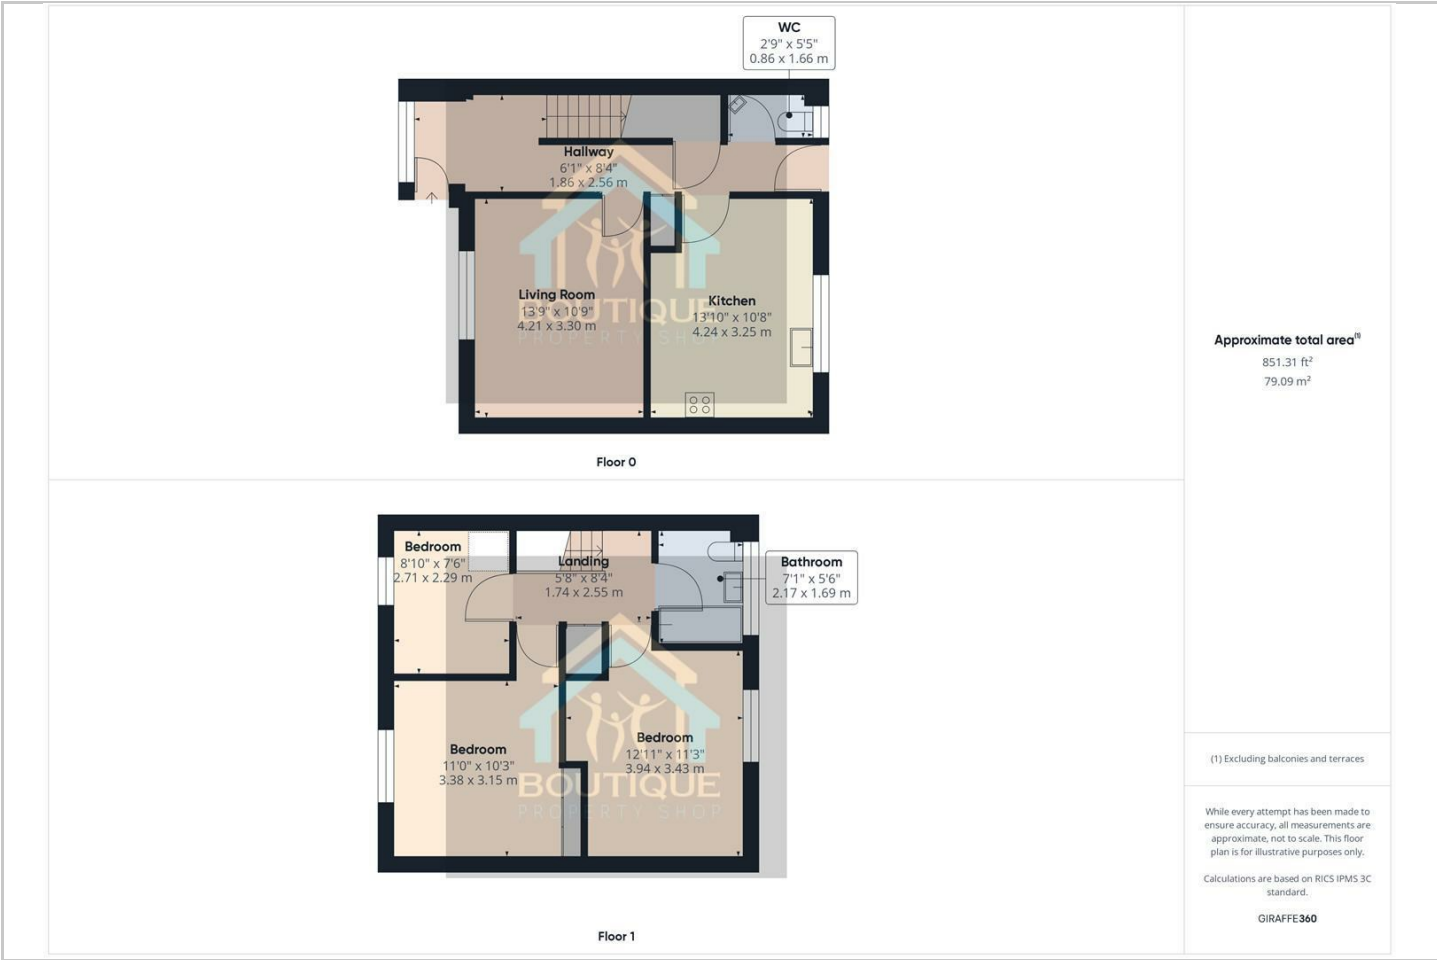 WC
2'9" x 5'5"
0.86 x 1.66 m
Hallway
6'1" x 8'4"
1.86 x 2.56 m
Living Room
13'9" x 10'9"
4.21 x 3.30 m
Kitchen
13'10" x 10'8"
4.24 x 3.25 m
BOUTIQUE
PROPERTY SHOP
Floor 0
Bedroom
8'10" x 7'6"
2.71 x 2.29 m
Landing
5'8" x 8'4"
1.74 x 2.55 m
Bathroom
7'1" x 5'6"
2.17 x 1.69 m
Bedroom
11'0" x 10'3"
3.38 x 3.15 m
Bedroom
12'11" x 11'3"
3.94 x 3.43 m
BOUTIQUE
PROPERTY SHOP
Floor 1
Approximate total area(1)
851.31 ft²
79.09 m²
(1) Excluding balconies and terraces
While every attempt has been made to
ensure accuracy, all measurements are
approximate, not to scale. This floor
plan is for illustrative purposes only.
Calculations are based on RICS IPMS 3C
standard.
GIRAFFE360